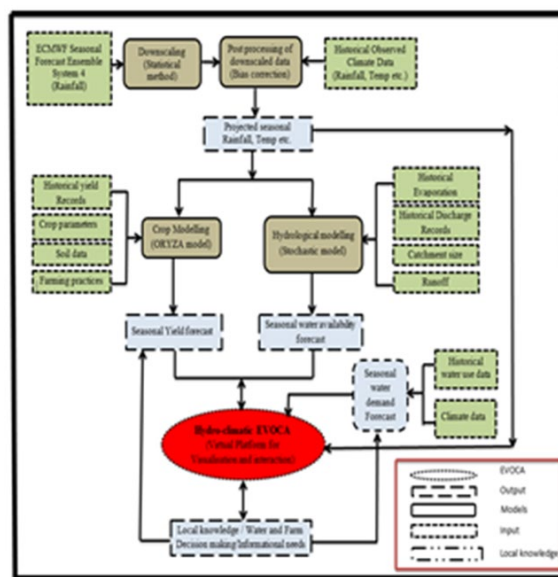 ECMWF Seasonal
Forecast Ensemble
System 4
(Rainfall)
Downscaling
(Statistical
method)
Post processing of
downscaled data
(Bias correction)
Historical Observed
Climate Data
(Rainfall, Temp etc.)
Projected seasonal
Rainfall, Temp etc.
Historical yield
Records
Crop parameters
Soil data
Farming practices
Crop Modelling
(ORYZA model)
Hydrological modelling
(Stochastic model)
Historical
Evaporation
Historical Discharge
Records
Catchment size
Runoff
Seasonal Yield forecast
Seasonal water availability
forecast
Seasonal
water
demand
Forecast
Historical
water use data
Climate data
Hydro-climatic EVOCA
(Virtual Platform for
Visualization and interaction)
Local knowledge / Water and Farm
Decision making/Informational needs
EVOCA
Output
Models
Input
Local knowledge